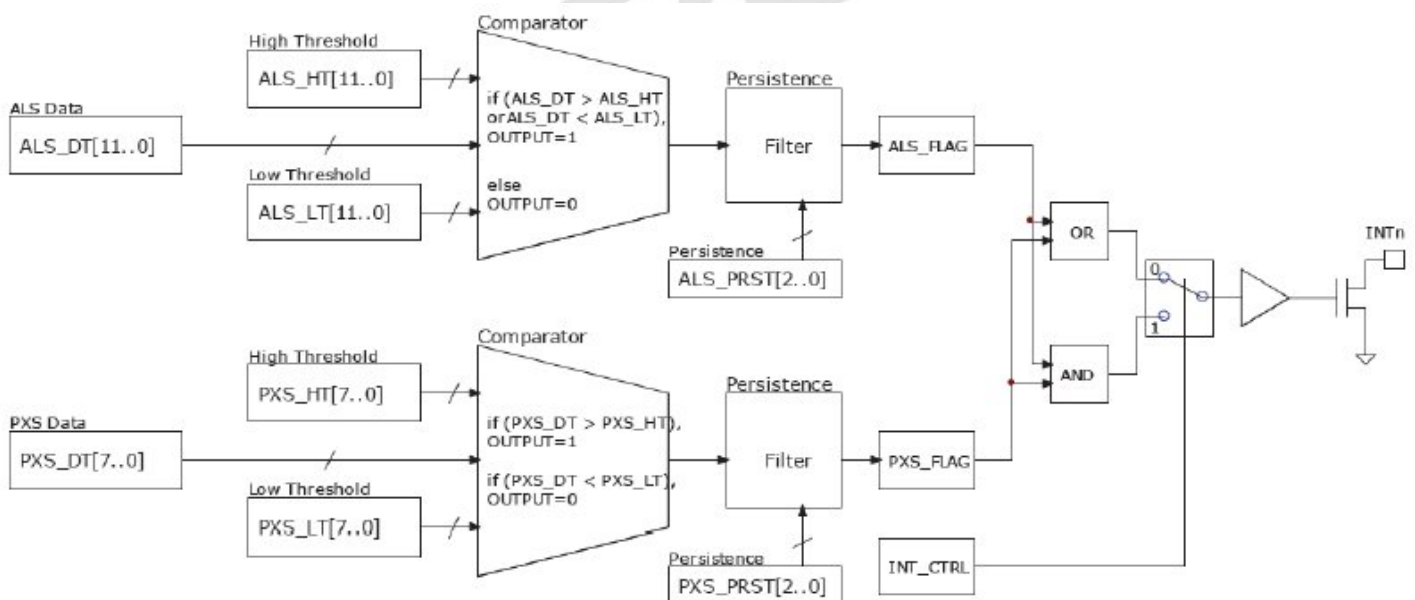 Comparator
High Threshold
ALS_HT[11..0]
ALS Data
ALS_DT[11..0]
Low Threshold
ALS_LT[11..0]
if (ALS_DT > ALS_HT
orALS_DT < ALS_LT),
OUTPUT=1
else
OUTPUT=0
Persistence
Filter
Persistence
ALS_PRST[2..0]
ALS_FLAG
OR
0
1
INTn
AND
Comparator
High Threshold
PXS_HT[7..0]
PXS Data
PXS_DT[7..0]
Low Threshold
PXS_LT[7..0]
if (PXS_DT > PXS_HT),
OUTPUT=1
if (PXS_DT < PXS_LT),
OUTPUT=0
Persistence
Filter
Persistence
PXS_PRST[2..0]
PXS_FLAG
INT_CTRL